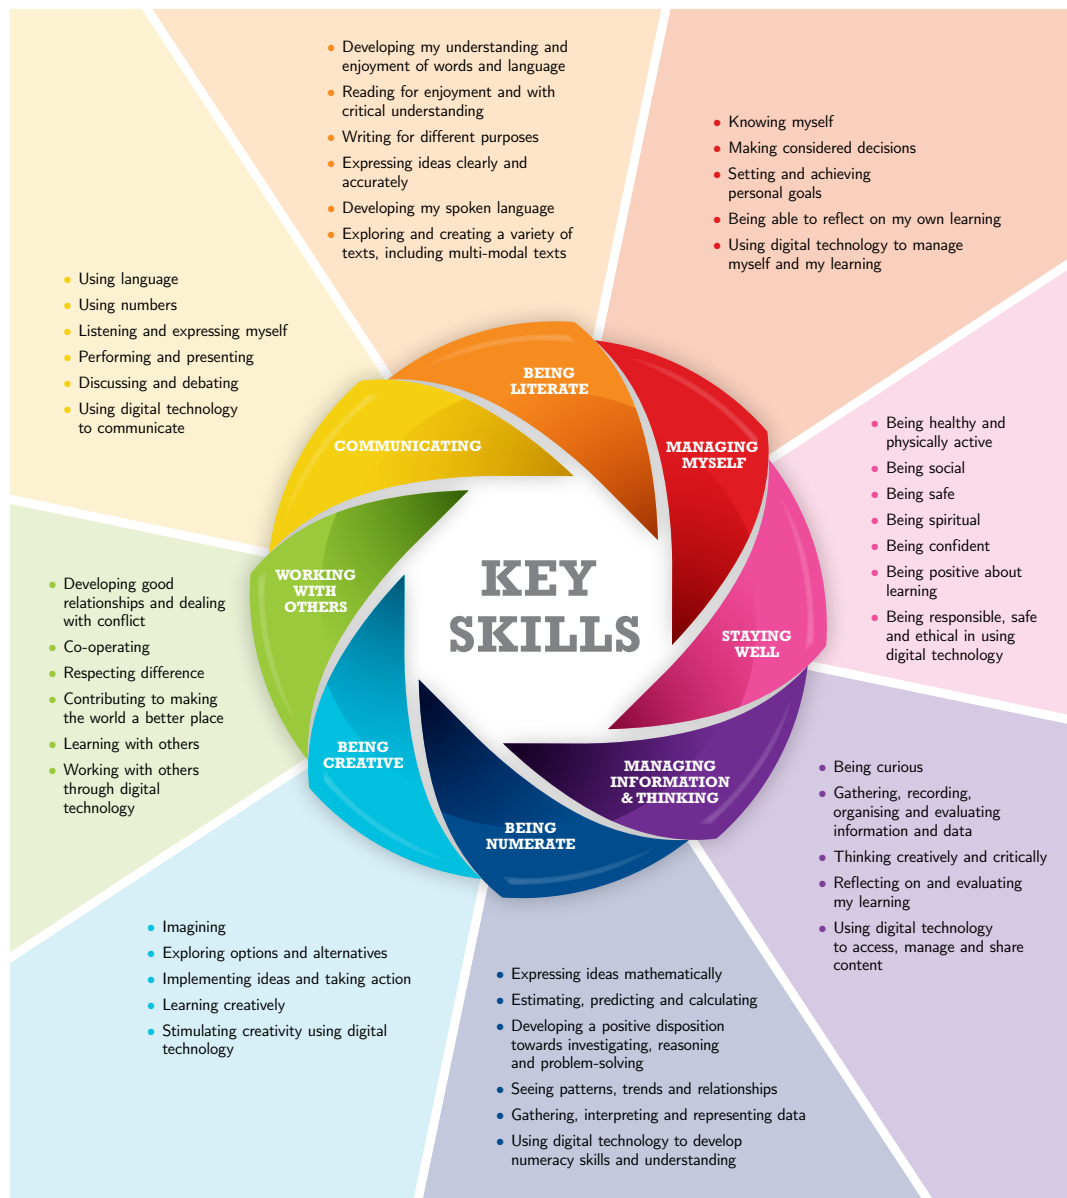 KEY
SKILLS
BEING
LITERATE
• Developing my understanding and
enjoyment of words and language
• Reading for enjoyment and with
critical understanding
• Writing for different purposes
• Expressing ideas clearly and
accurately
• Developing my spoken language
• Exploring and creating a variety of
texts, including multi-modal texts
MANAGING
MYSELF
• Knowing myself
• Making considered decisions
• Setting and achieving
personal goals
• Being able to reflect on my own learning
• Using digital technology to manage
myself and my learning
STAYING
WELL
• Being healthy and
physically active
• Being social
• Being safe
• Being spiritual
• Being confident
• Being positive about
learning
• Being responsible, safe
and ethical in using
digital technology
MANAGING
INFORMATION
& THINKING
• Being curious
• Gathering, recording,
organising and evaluating
information and data
• Thinking creatively and critically
• Reflecting on and evaluating
my learning
• Using digital technology
to access, manage and share
content
BEING
NUMERATE
• Expressing ideas mathematically
• Estimating, predicting and calculating
• Developing a positive disposition
towards investigating, reasoning
and problem-solving
• Seeing patterns, trends and relationships
• Gathering, interpreting and representing data
• Using digital technology to develop
numeracy skills and understanding
BEING
CREATIVE
• Imagining
• Exploring options and alternatives
• Implementing ideas and taking action
• Learning creatively
• Stimulating creativity using digital
technology
WORKING
WITH
OTHERS
• Developing good
relationships and dealing
with conflict
• Co-operating
• Respecting difference
• Contributing to making
the world a better place
• Learning with others
• Working with others
through digital
technology
COMMUNICATING
• Using language
• Using numbers
• Listening and expressing myself
• Performing and presenting
• Discussing and debating
• Using digital technology
to communicate